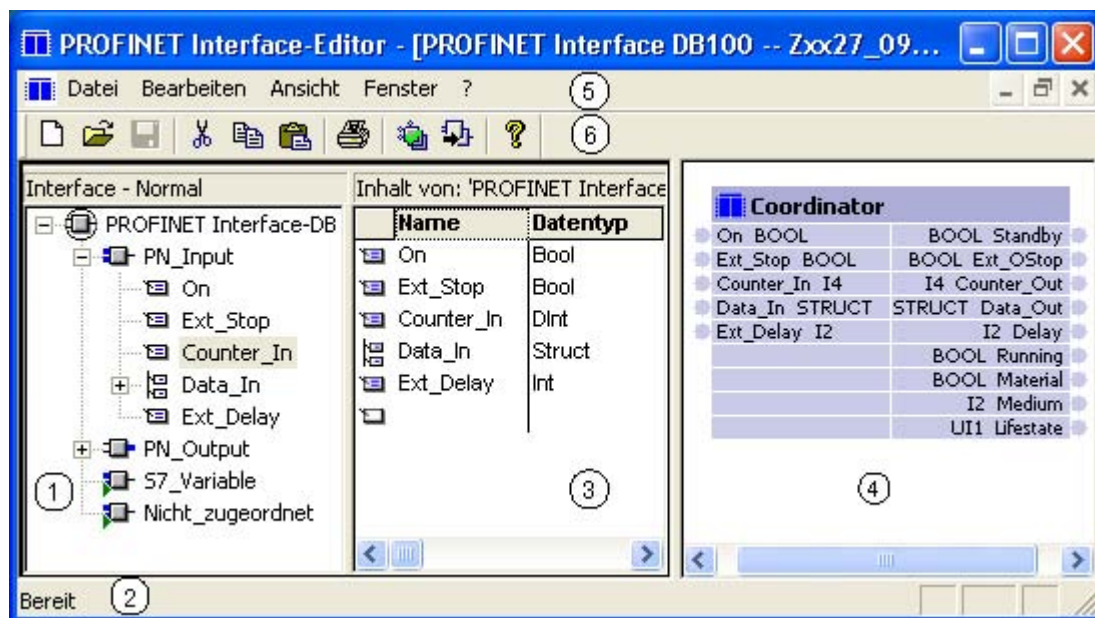 PROFINET Interface-Editor - [PROFINET Interface DB100 -- Zxx27_09...
Datei Bearbeiten Ansicht Fenster ?
5
6
Interface - Normal
PROFINET Interface-DB
PN_Input
On
Ext_Stop
Counter_In
Data_In
Ext_Delay
PN_Output
S7_Variable
Nicht_zugeordnet
1
Inhalt von: 'PROFINET Interface
Name Datentyp
On Bool
Ext_Stop Bool
Counter_In DInt
Data_In Struct
Ext_Delay Int
3
Coordinator
On BOOL BOOL Standby
Ext_Stop BOOL BOOL Ext_OStop
Counter_In I4 I4 Counter_Out
Data_In STRUCT STRUCT Data_Out
Ext_Delay I2 I2 Delay
BOOL Running
BOOL Material
I2 Medium
UI1 Lifestate
4
Bereit 2